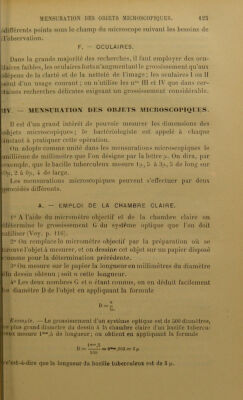 MENSURATION DES OBJETS MICROSCOPIQUES. 425
différents points sous le champ du microscope suivant les besoins de
l'observation.
F. — OCULAIRES.
Dans la grande majorité des recherches, il faut employer des ocu-
laires faibles, les oculaires forts n'augmentant le grossissement qu'aux
dépens de la clarté et de la netteté de l'image; les oculaires I ou II
sont d'un usage courant; on n'utilise les nos III et IV que dans cer-
taines recherches délicates exigeant un grossissement considérable.
IV. — MENSURATION DES OBJETS MICROSCOPIQUES.
Il est d'un grand intérêt de pouvoir mesurer les dimensions des
objets microscopiques; le bactériologiste est appelé à chaque
instant à pratiquer cette opération.
On adopte comme unité dans les mensurations microscopiques le
millième de millimètre que l'on désigne par la lettre μ. On dira, par
exemple, que le bacille tuberculeux mesure
de long sur
de large.
Les mensurations microscopiques peuvent s'effectuer par deux
procédés différents.
A. — EMPLOI DE LA CHAMBRE CLAIRE.
1° A l'aide du micromètre objectif et de la chambre claire on
détermine le grossissement G du système optique que l'on doit
utiliser (Voy. p. 116).
2° On remplace le micromètre objectif par la préparation où se
trouve l'objet à mesurer, et on dessine cet objet sur un papier disposé
comme pour la détermination précédente.
3° On mesure sur le papier la longueur en millimètres du diamètre
du dessin obtenu; soit n cette longueur.
4° Les deux nombres G et n étant connus, on en déduit facilement
le diamètre D de l'objet en appliquant la formule
D = n/G.
Exemple. — Le grossissement d'un système optique est de 500 diamètres,
le plus grand diamètre du dessin à la chambre claire d'un bacille tubercu-
leux mesure 1mm,5 de longueur; on obtient en appliquant la formule
D = 1mm,5/500 = 0mm,003 = 3 μ
c'est-à-dire que la longueur du bacille tuberculeux est de 3 μ.